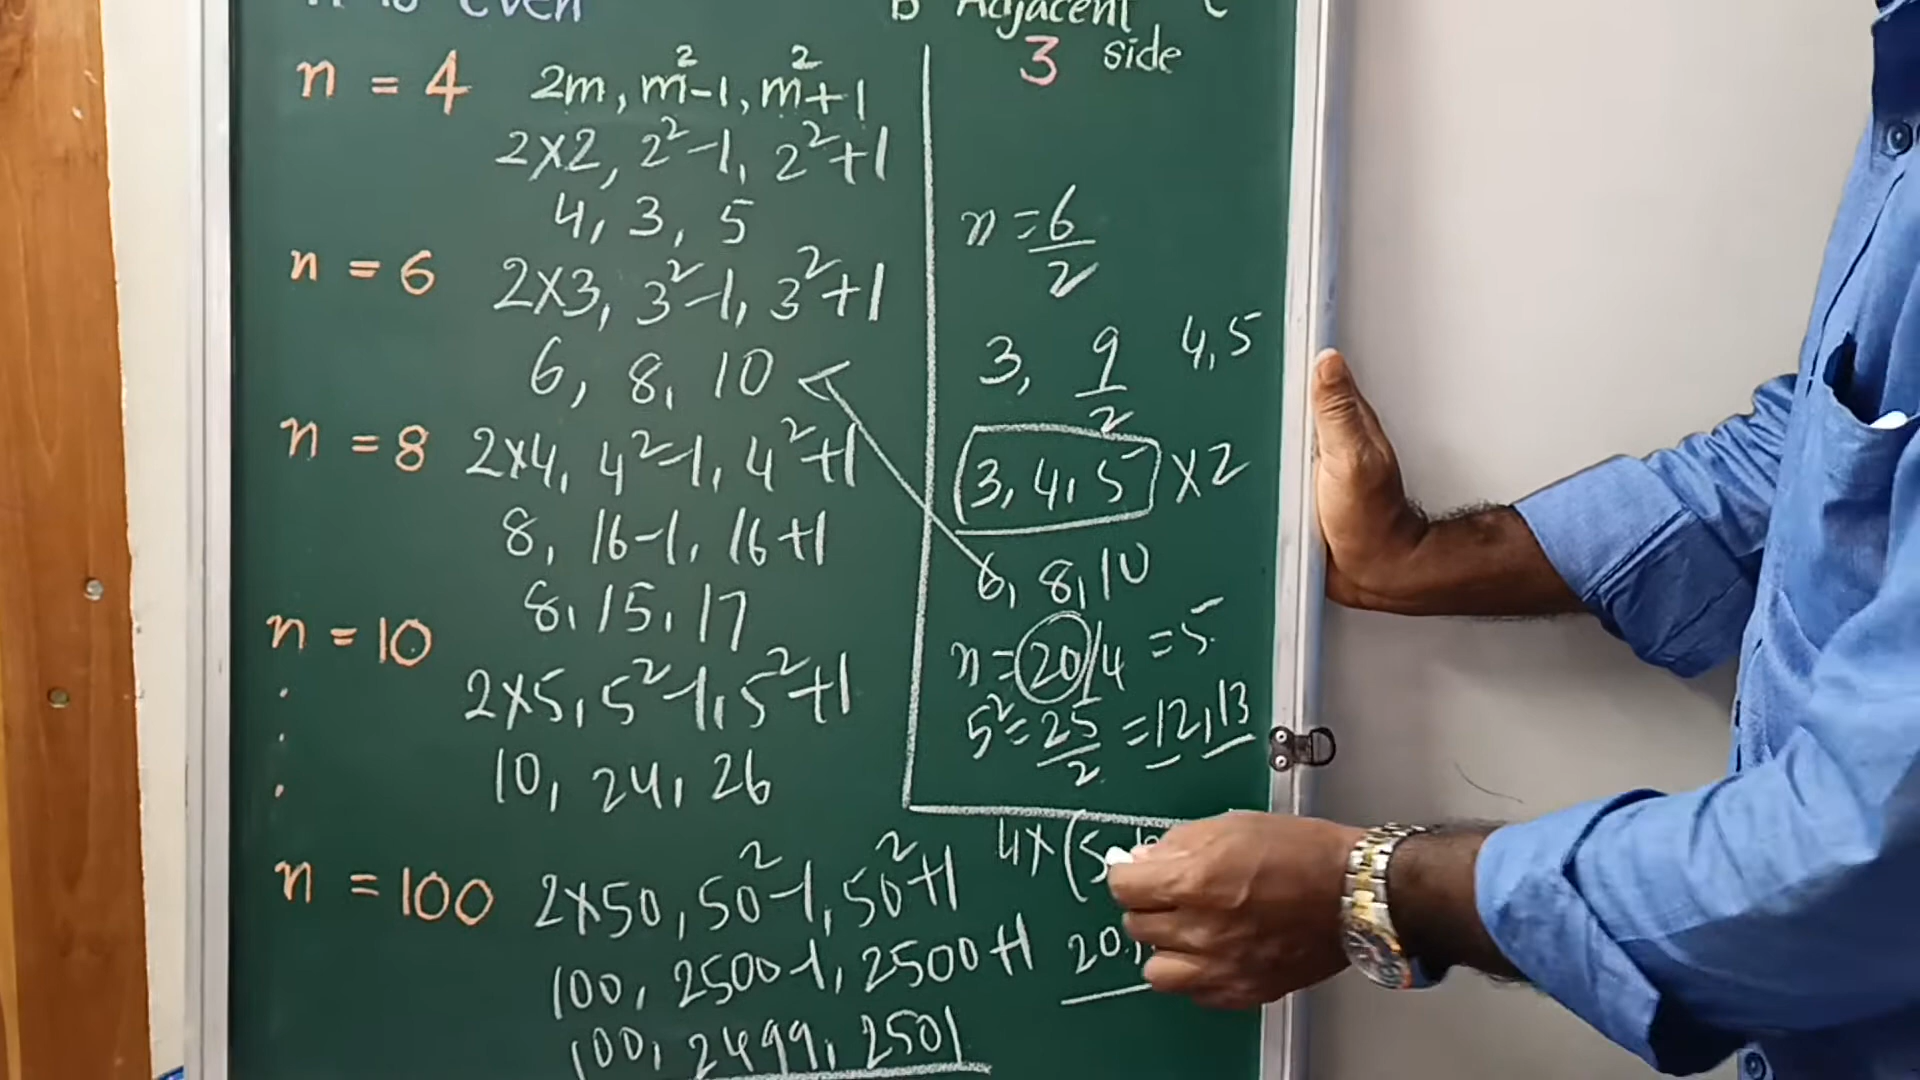 n is even
n = 4 2m, m²-1, m²+1
2×2, 2²-1, 2²+1
4, 3, 5
n = 6 2×3, 3²-1, 3²+1
6, 8, 10
n = 8 2×4, 4²-1, 4²+1
8, 16-1, 16+1
8, 15, 17
n = 10
2×5, 5²-1, 5²+1
10, 24, 26
n = 100 2×50, 50²-1, 50²+1
100, 2500-1, 2500+1
100, 2499, 2501
B Adjacent C
3 side
n = 6/2
3, 9/2 4, 5
(3, 4, 5) ×2
6, 8, 10
n = 20/4 = 5
5² = 25/2 = 12, 13
4×(5,
20,